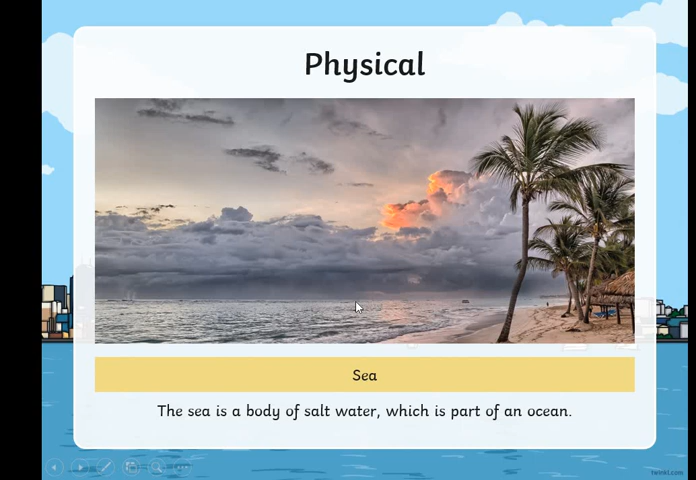 Physical
Sea
The sea is a body of salt water, which is part of an ocean.
twinkl.com